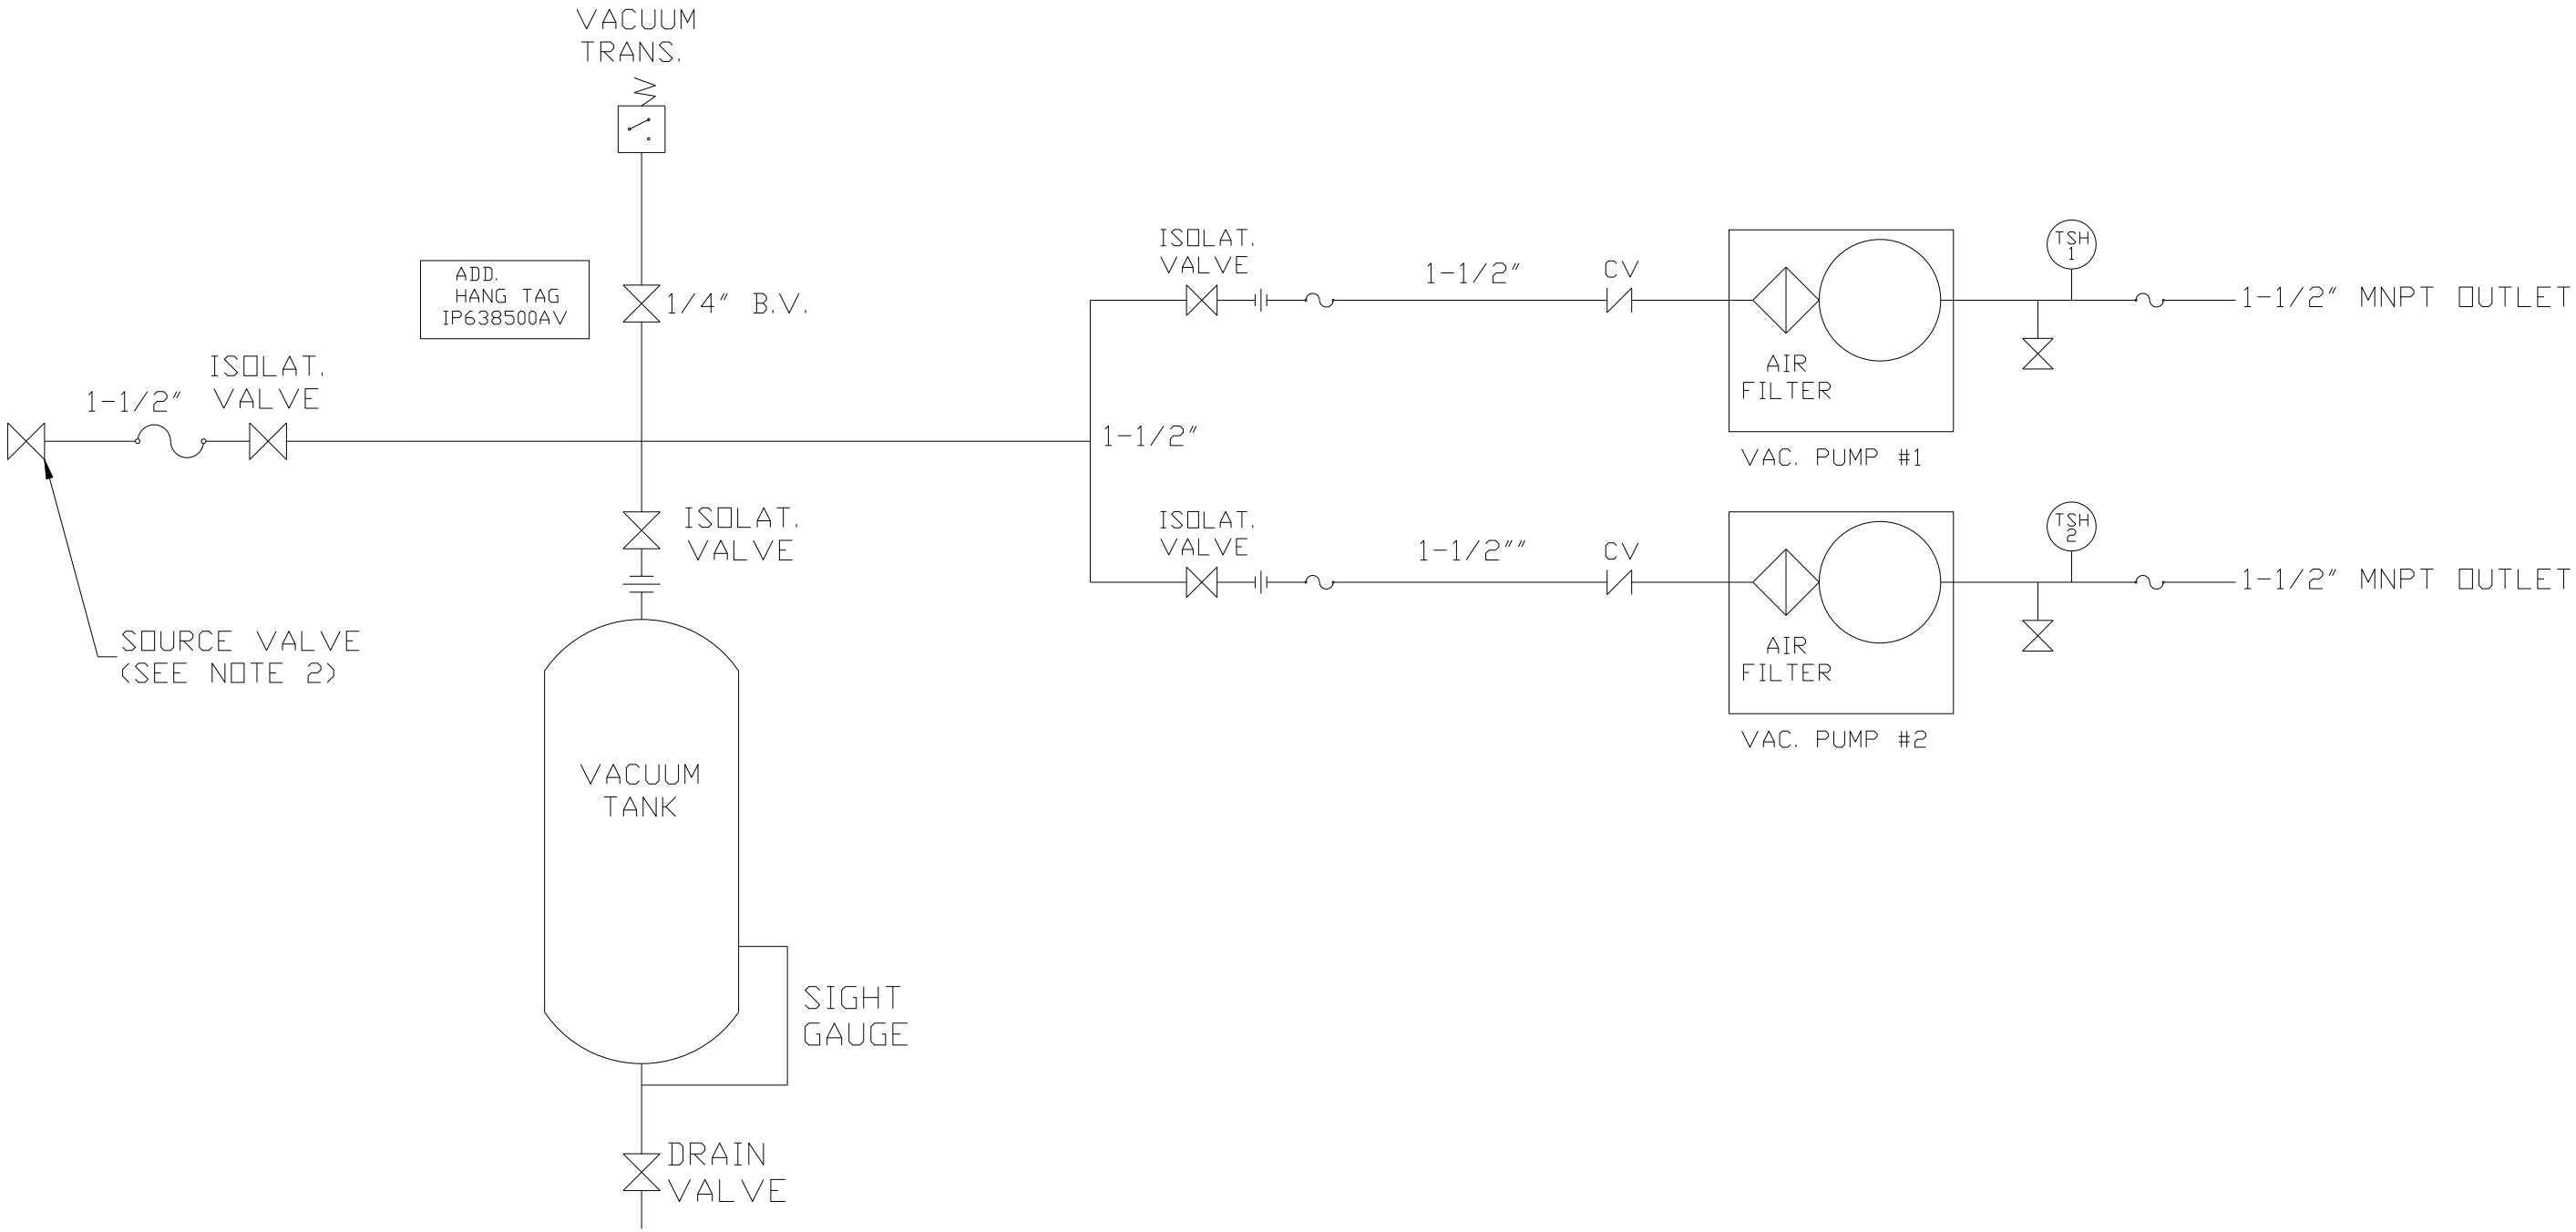 VACUUM
TRANS.
ADD.
HANG TAG
IP638500AV
1/4" B.V.
ISOLAT.
VALVE
1-1/2"
SOURCE VALVE
(SEE NOTE 2)
ISOLAT.
VALVE
VACUUM
TANK
SIGHT
GAUGE
DRAIN
VALVE
1-1/2"
ISOLAT.
VALVE
1-1/2"
CV
AIR
FILTER
VAC. PUMP #1
TSH
1
1-1/2" MNPT OUTLET
ISOLAT.
VALVE
1-1/2""
CV
AIR
FILTER
VAC. PUMP #2
TSH
2
1-1/2" MNPT OUTLET